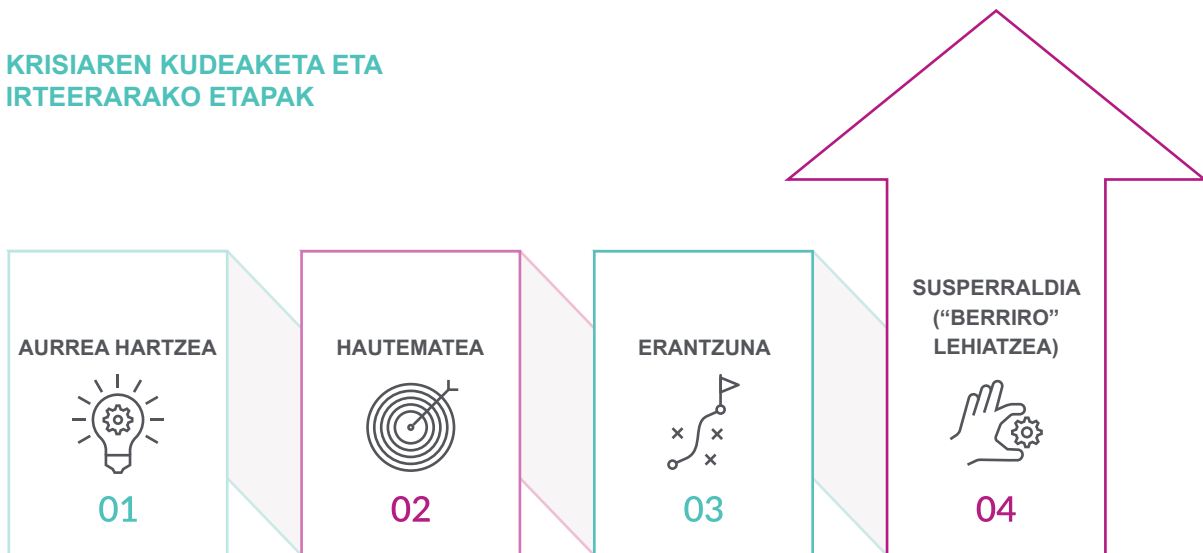 KRISIAREN KUDEAKETA ETA
IRTEERARAKO ETAPAK
AURREA HARTZEA
01
HAUTEMATEA
02
ERANTZUNA
03
SUSPERRALDIA
(“BERRIRO”
LEHIATZEA)
04